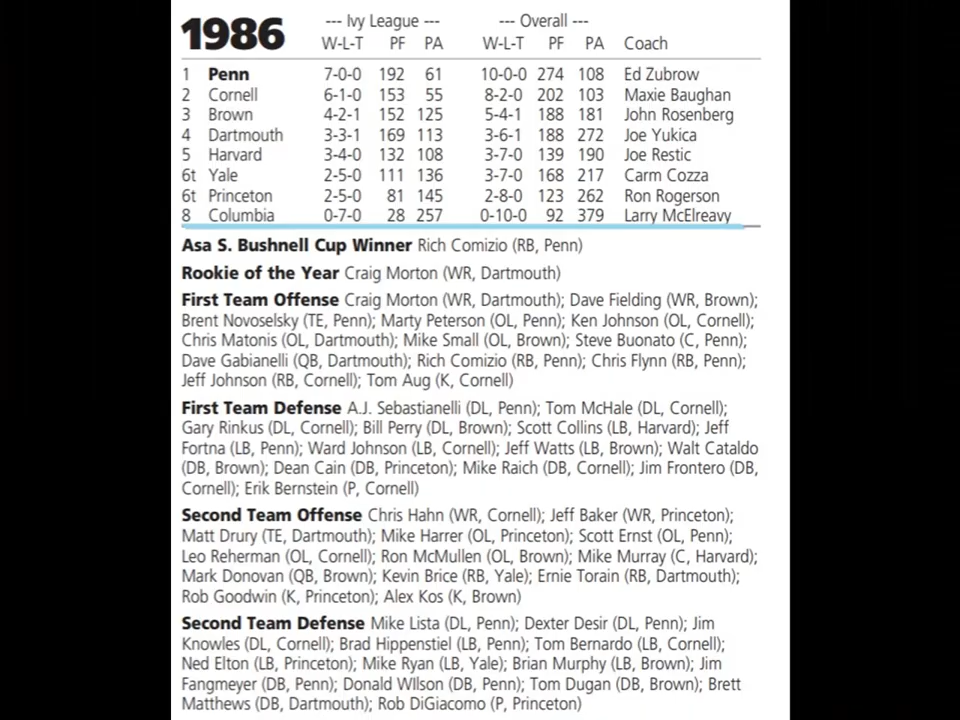 1986 --- Ivy League --- --- Overall ---
W-L-T PF PA W-L-T PF PA Coach
1 Penn 7-0-0 192 61 10-0-0 274 108 Ed Zubrow
2 Cornell 6-1-0 153 55 8-2-0 202 103 Maxie Baughan
3 Brown 4-2-1 152 125 5-4-1 188 181 John Rosenberg
4 Dartmouth 3-3-1 169 113 3-6-1 188 272 Joe Yukica
5 Harvard 3-4-0 132 108 3-7-0 139 190 Joe Restic
6t Yale 2-5-0 111 136 3-7-0 168 217 Carm Cozza
6t Princeton 2-5-0 81 145 2-8-0 123 262 Ron Rogerson
8 Columbia 0-7-0 28 257 0-10-0 92 379 Larry McElreavy
Asa S. Bushnell Cup Winner Rich Comizio (RB, Penn)
Rookie of the Year Craig Morton (WR, Dartmouth)
First Team Offense Craig Morton (WR, Dartmouth); Dave Fielding (WR, Brown);
Brent Novoselsky (TE, Penn); Marty Peterson (OL, Penn); Ken Johnson (OL, Cornell);
Chris Matonis (OL, Dartmouth); Mike Small (OL, Brown); Steve Buonato (C, Penn);
Dave Gabianelli (QB, Dartmouth); Rich Comizio (RB, Penn); Chris Flynn (RB, Penn);
Jeff Johnson (RB, Cornell); Tom Aug (K, Cornell)
First Team Defense A.J. Sebastianelli (DL, Penn); Tom McHale (DL, Cornell);
Gary Rinkus (DL, Cornell); Bill Perry (DL, Brown); Scott Collins (LB, Harvard); Jeff
Fortna (LB, Penn); Ward Johnson (LB, Cornell); Jeff Watts (LB, Brown); Walt Cataldo
(DB, Brown); Dean Cain (DB, Princeton); Mike Raich (DB, Cornell); Jim Frontero (DB,
Cornell); Erik Bernstein (P, Cornell)
Second Team Offense Chris Hahn (WR, Cornell); Jeff Baker (WR, Princeton);
Matt Drury (TE, Dartmouth); Mike Harrer (OL, Princeton); Scott Ernst (OL, Penn);
Leo Reherman (OL, Cornell); Ron McMullen (OL, Brown); Mike Murray (C, Harvard);
Mark Donovan (QB, Brown); Kevin Brice (RB, Yale); Ernie Torain (RB, Dartmouth);
Rob Goodwin (K, Princeton); Alex Kos (K, Brown)
Second Team Defense Mike Lista (DL, Penn); Dexter Desir (DL, Penn); Jim
Knowles (DL, Cornell); Brad Hippenstiel (LB, Penn); Tom Bernardo (LB, Cornell);
Ned Elton (LB, Princeton); Mike Ryan (LB, Yale); Brian Murphy (LB, Brown); Jim
Fangmeyer (DB, Penn); Donald WIlson (DB, Penn); Tom Dugan (DB, Brown); Brett
Matthews (DB, Dartmouth); Rob DiGiacomo (P, Princeton)